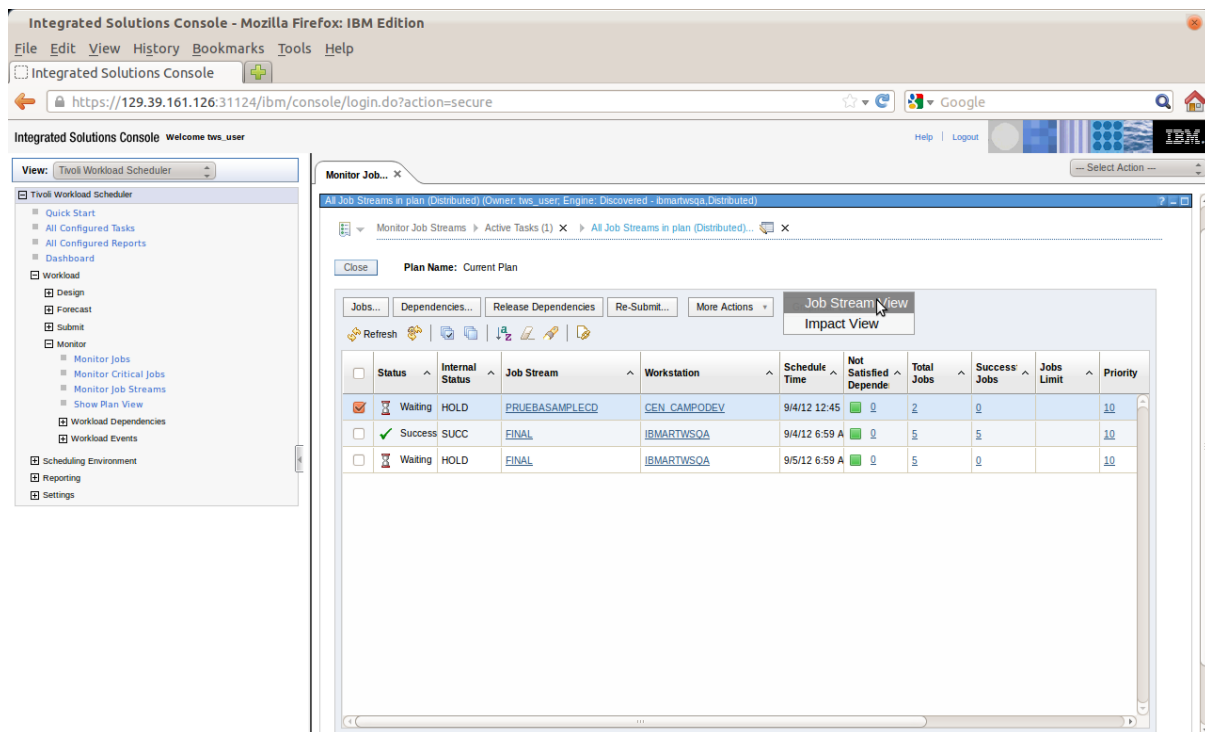 Integrated Solutions Console - Mozilla Firefox: IBM Edition
File Edit View History Bookmarks Tools Help
Integrated Solutions Console
https://129.39.161.126:31124/ibm/console/login.do?action=secure
Google
Integrated Solutions Console Welcome tws_user
Help Logout
IBM.
View: Tivoli Workload Scheduler
Monitor Job...
— Select Action —
Tivoli Workload Scheduler
Quick Start
All Configured Tasks
All Configured Reports
Dashboard
Workload
Design
Forecast
Submit
Monitor
Monitor Jobs
Monitor Critical Jobs
Monitor Job Streams
Show Plan View
Workload Dependencies
Workload Events
Scheduling Environment
Reporting
Settings
All Job Streams in plan (Distributed) (Owner: tws_user; Engine: Discovered - ibmartwsqa,Distributed)
Monitor Job Streams Active Tasks (1) All Job Streams in plan (Distributed)...
Close Plan Name: Current Plan
Jobs... Dependencies... Release Dependencies Re-Submit... More Actions
Job Stream View
Impact View
Refresh
Status Internal Status Job Stream Workstation Schedule Time Not Satisfied Depende Total Jobs Success Jobs Jobs Limit Priority
Waiting HOLD PRUEBASAMPLECD CEN_CAMPODEV 9/4/12 12:45 0 2 0 10
Success SUCC FINAL IBMARTWSQA 9/4/12 6:59 A 0 5 5 10
Waiting HOLD FINAL IBMARTWSQA 9/5/12 6:59 A 0 5 0 10